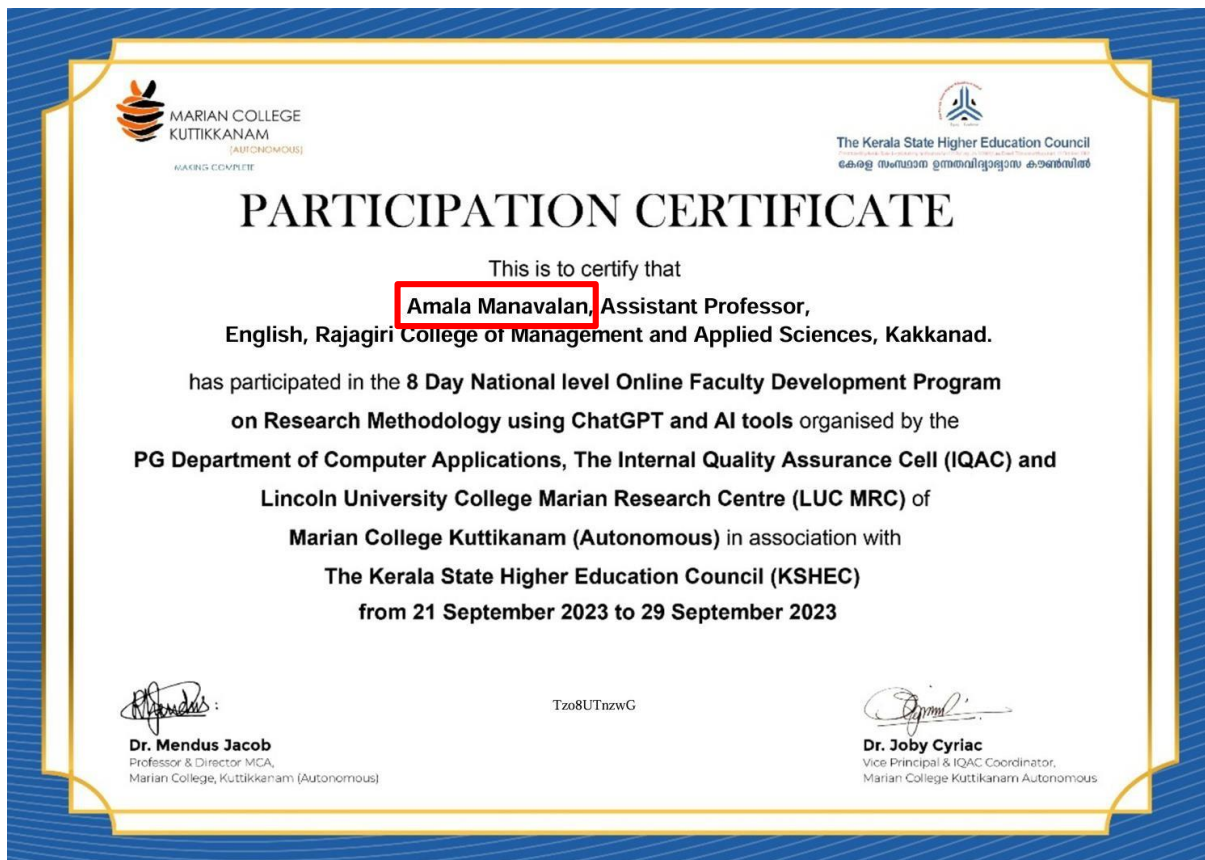 MARIAN COLLEGE
KUTTIKKANAM
(AUTONOMOUS)
MAKING COMPLETE
The Kerala State Higher Education Council
കേരള സംസ്ഥാന ഉന്നതവിദ്യാഭ്യാസ കൗൺസിൽ
PARTICIPATION CERTIFICATE
This is to certify that
Amala Manavalan, Assistant Professor,
English, Rajagiri College of Management and Applied Sciences, Kakkanad.
has participated in the 8 Day National level Online Faculty Development Program
on Research Methodology using ChatGPT and AI tools organised by the
PG Department of Computer Applications, The Internal Quality Assurance Cell (IQAC) and
Lincoln University College Marian Research Centre (LUC MRC) of
Marian College Kuttikanam (Autonomous) in association with
The Kerala State Higher Education Council (KSHEC)
from 21 September 2023 to 29 September 2023
Tzo8UTnzwG
Dr. Mendus Jacob
Professor & Director MCA,
Marian College, Kuttikkanam (Autonomous)
Dr. Joby Cyriac
Vice Principal & IQAC Coordinator,
Marian College Kuttikanam Autonomous